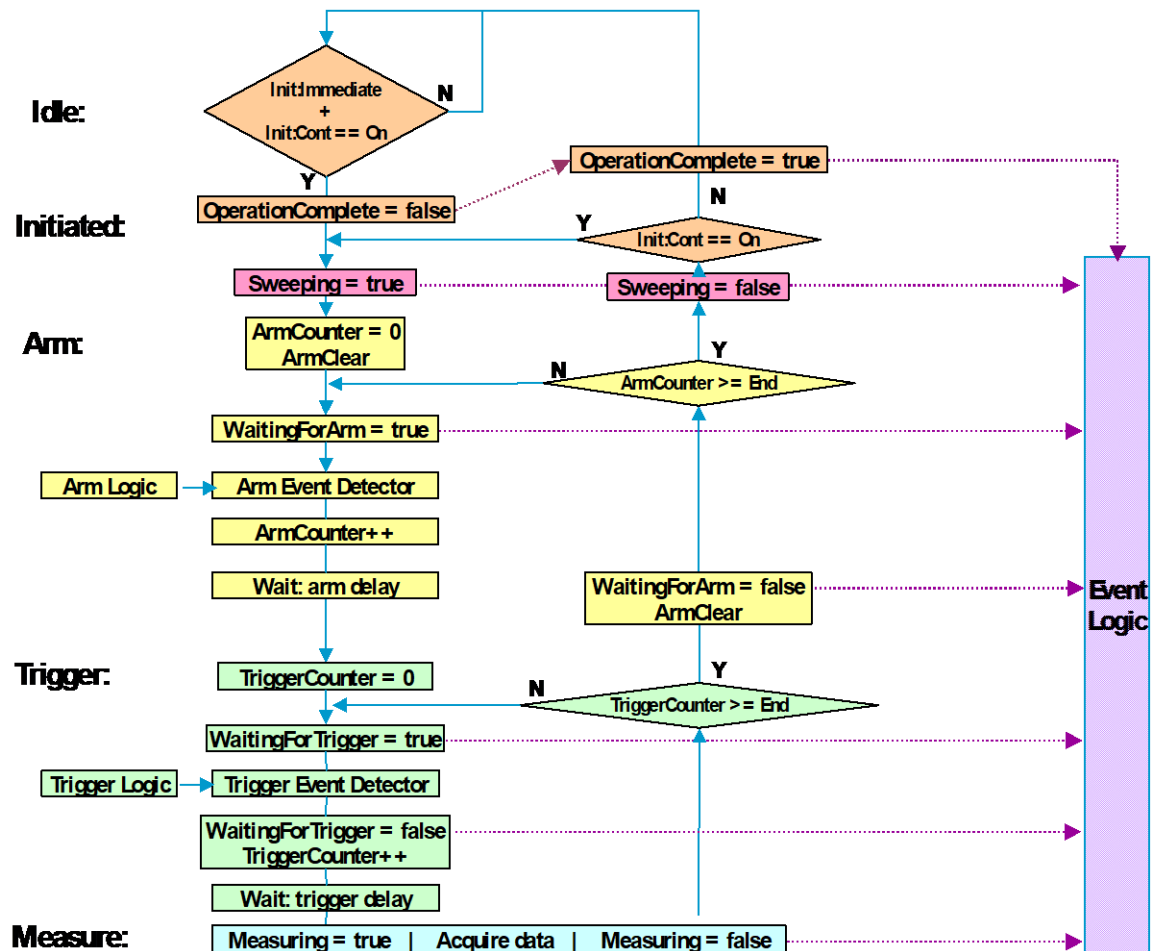 Init:Immediate
+
Init:Cont == On
N
Idle:
Y
OperationComplete = true
OperationComplete = false
N
Initiated:
Y
Init:Cont == On
Sweeping = true
Sweeping = false
ArmCounter = 0
ArmClear
Arm:
Y
N
ArmCounter >= End
WaitingForArm = true
Arm Logic
Arm Event Detector
ArmCounter++
Wait: arm delay
WaitingForArm = false
ArmClear
Event
Logic
Trigger:
TriggerCounter = 0
Y
N
TriggerCounter >= End
WaitingForTrigger = true
Trigger Logic
Trigger Event Detector
WaitingForTrigger = false
TriggerCounter++
Wait: trigger delay
Measure:
Measuring = true | Acquire data | Measuring = false